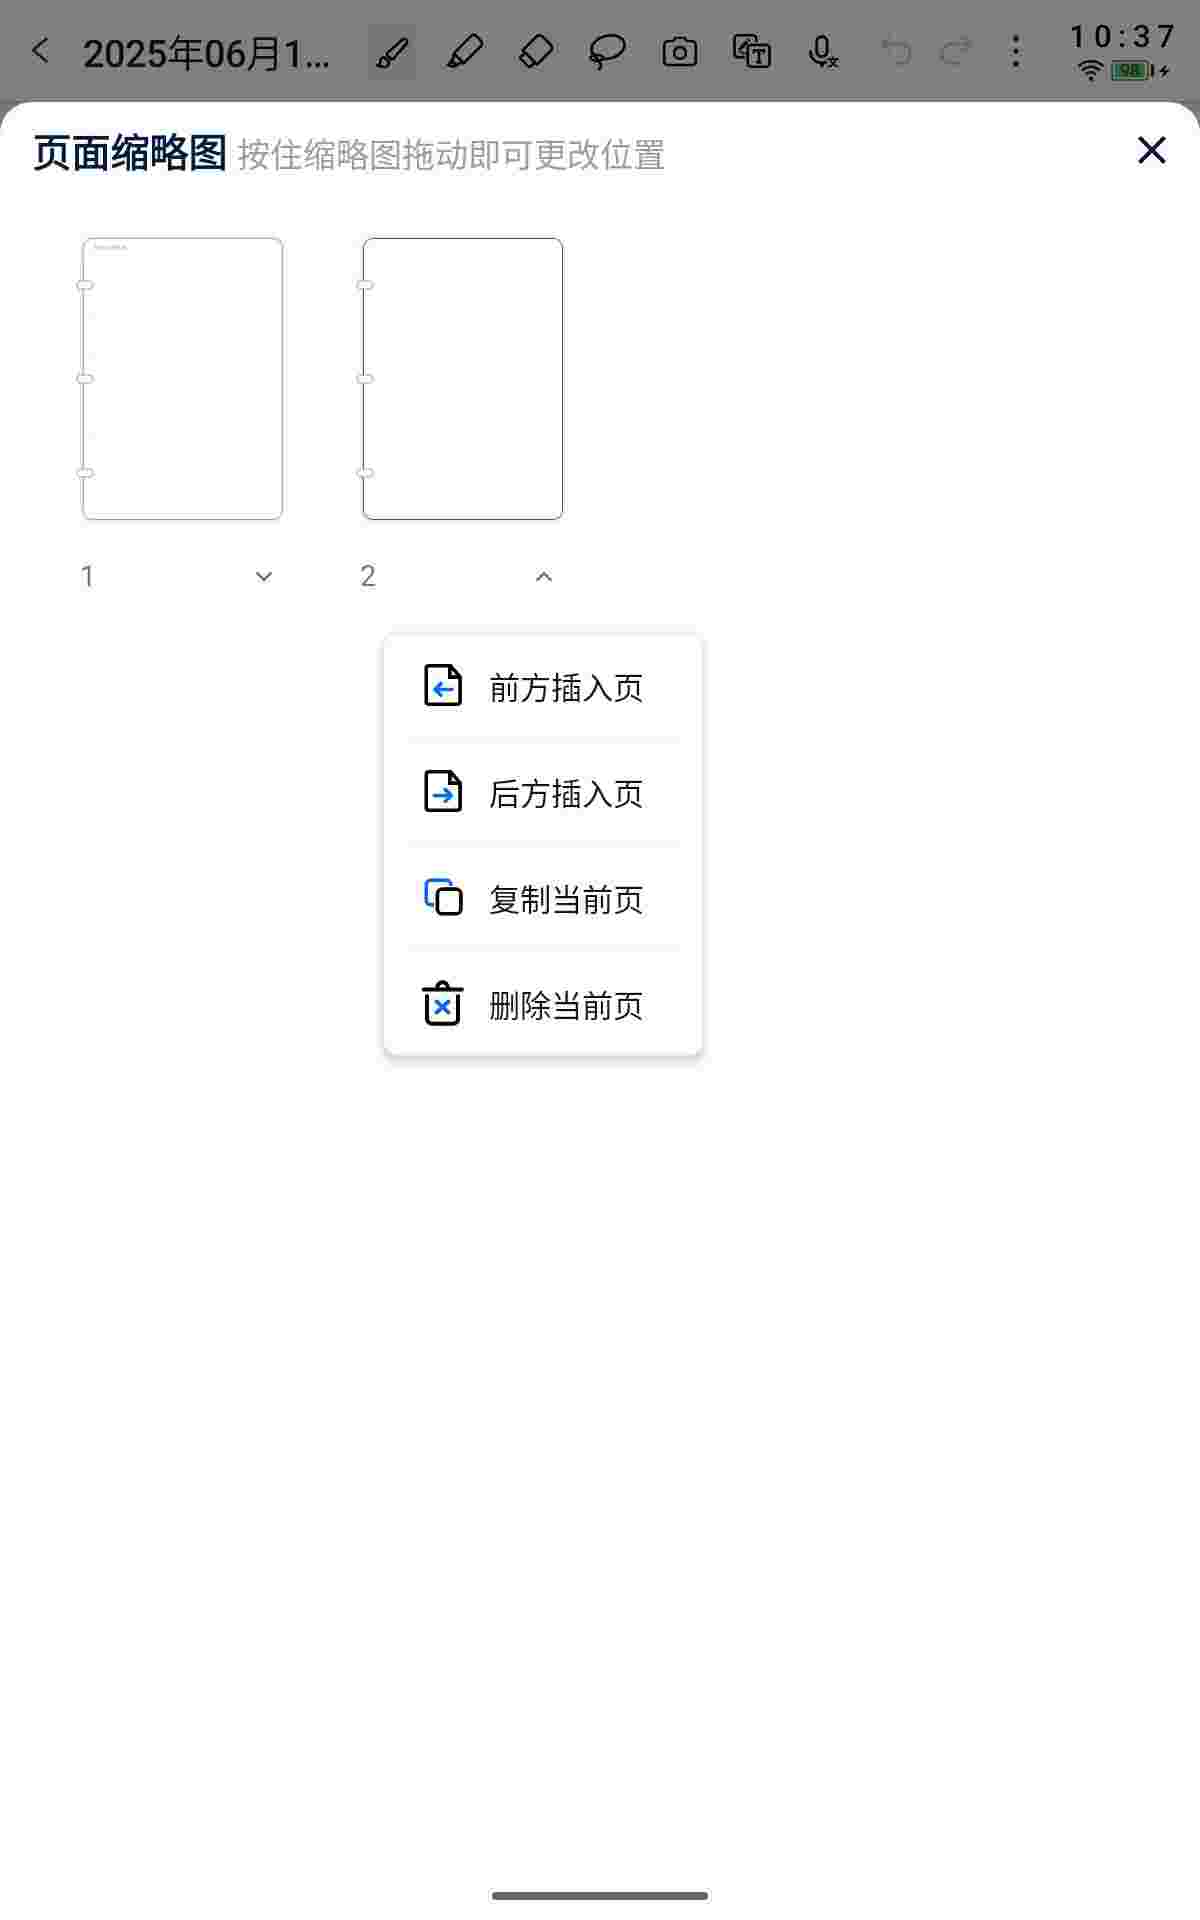 2025年06月1...
10:37
98
页面缩略图 按住缩略图拖动即可更改位置
1
2
前方插入页
后方插入页
复制当前页
删除当前页